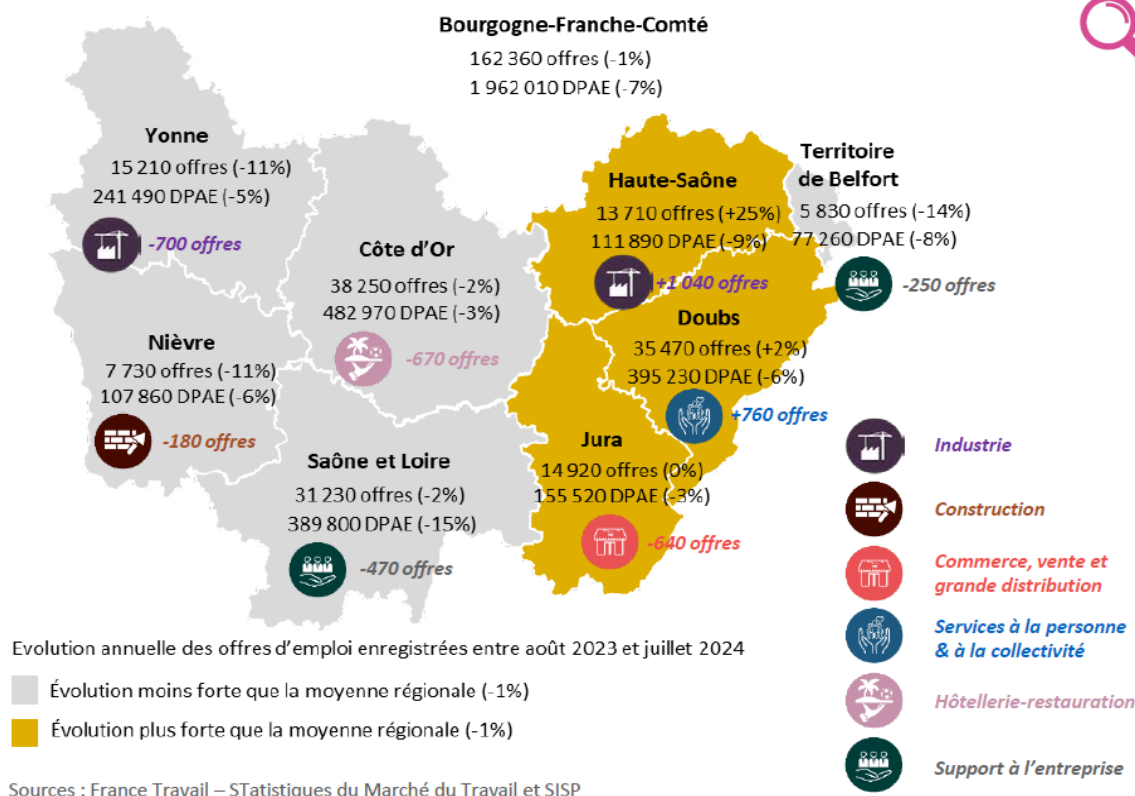 Bourgogne-Franche-Comté
162 360 offres (-1%)
1 962 010 DPAE (-7%)
Yonne
15 210 offres (-11%)
241 490 DPAE (-5%)
-700 offres
Côte d'Or
38 250 offres (-2%)
482 970 DPAE (-3%)
-670 offres
Haute-Saône
13 710 offres (+25%)
111 890 DPAE (-9%)
+1 040 offres
Territoire
de Belfort
5 830 offres (-14%)
77 260 DPAE (-8%)
-250 offres
Nièvre
7 730 offres (-11%)
107 860 DPAE (-6%)
-180 offres
Doubs
35 470 offres (+2%)
395 230 DPAE (-6%)
+760 offres
Saône et Loire
31 230 offres (-2%)
389 800 DPAE (-15%)
-470 offres
Jura
14 920 offres (0%)
155 520 DPAE (-3%)
-640 offres
Industrie
Construction
Commerce, vente et
grande distribution
Services à la personne
& à la collectivité
Hôtellerie-restauration
Support à l'entreprise
Evolution annuelle des offres d'emploi enregistrées entre août 2023 et juillet 2024
Évolution moins forte que la moyenne régionale (-1%)
Évolution plus forte que la moyenne régionale (-1%)
Sources : France Travail – STatistiques du Marché du Travail et SISP